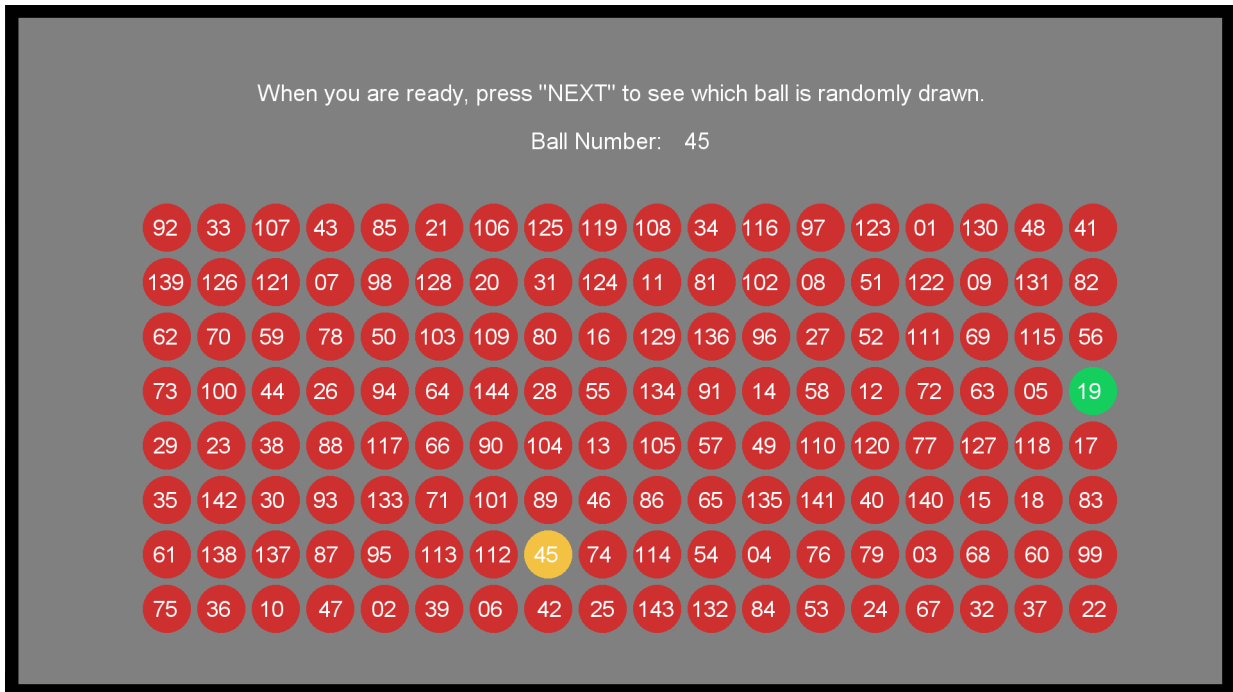 When you are ready, press "NEXT" to see which ball is randomly drawn.
Ball Number: 45
92 33 107 43 85 21 106 125 119 108 34 116 97 123 01 130 48 41
139 126 121 07 98 128 20 31 124 11 81 102 08 51 122 09 131 82
62 70 59 78 50 103 109 80 16 129 136 96 27 52 111 69 115 56
73 100 44 26 94 64 144 28 55 134 91 14 58 12 72 63 05 19
29 23 38 88 117 66 90 104 13 105 57 49 110 120 77 127 118 17
35 142 30 93 133 71 101 89 46 86 65 135 141 40 140 15 18 83
61 138 137 87 95 113 112 45 74 114 54 04 76 79 03 68 60 99
75 36 10 47 02 39 06 42 25 143 132 84 53 24 67 32 37 22